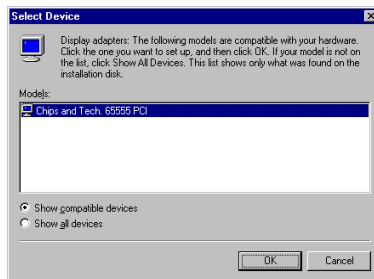 Select Device
Display adapters: The following models are compatible with your hardware.
Click the one you want to set up, and then click OK. If your model is not on
the list, click Show All Devices. This list shows only what was found on the
installation disk.
Models:
Chips and Tech. 65555 PCI
Show compatible devices
Show all devices
OK
Cancel